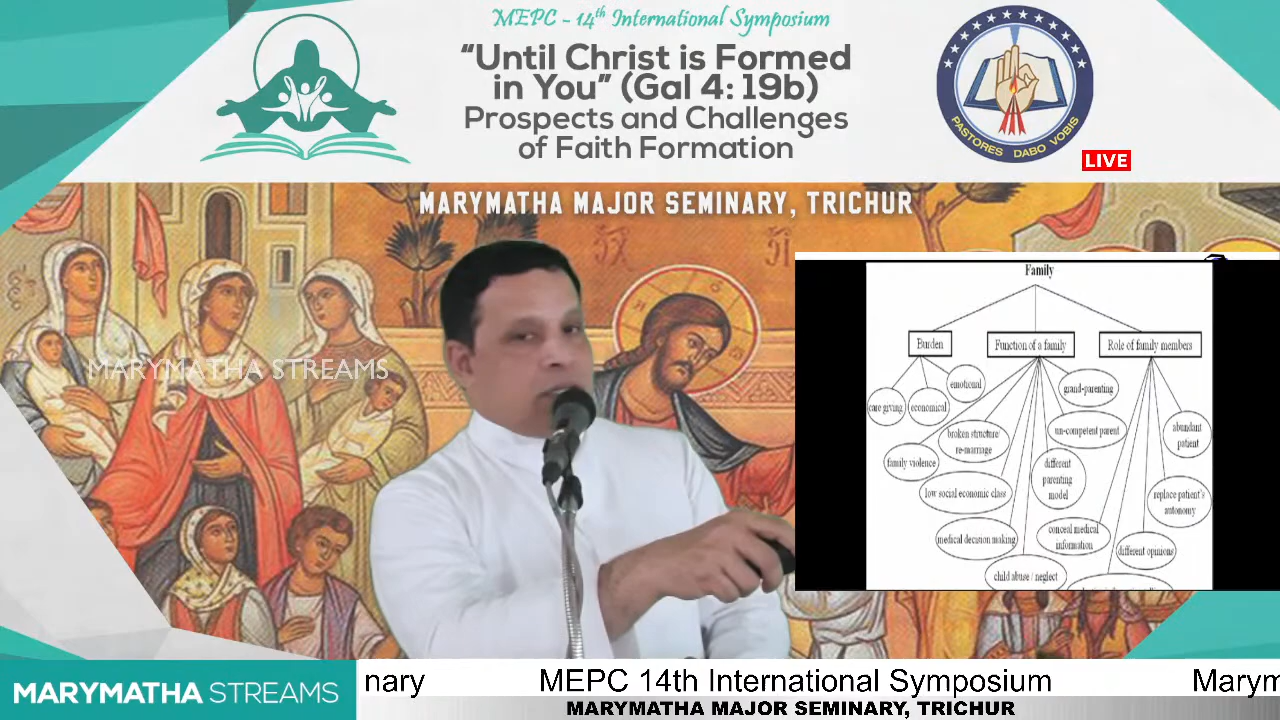 MEPC - 14th International Symposium
“Until Christ is Formed
in You” (Gal 4: 19b)
Prospects and Challenges
of Faith Formation
PASTORES DABO VOBIS
LIVE
MARYMATHA MAJOR SEMINARY, TRICHUR
MARYMATHA STREAMS
Family
Burden
Function of a family
Role of family members
emotional
care giving
economical
grand-parenting
broken structure/
re-marriage
un-competent parent
abundant
patient
family violence
different
parenting
model
low social economic class
replace patient's
autonomy
medical decision making
conceal medical
information
different opinions
child abuse / neglect
MARYMATHA STREAMS
nary
MEPC 14th International Symposium
Marym
MARYMATHA MAJOR SEMINARY, TRICHUR